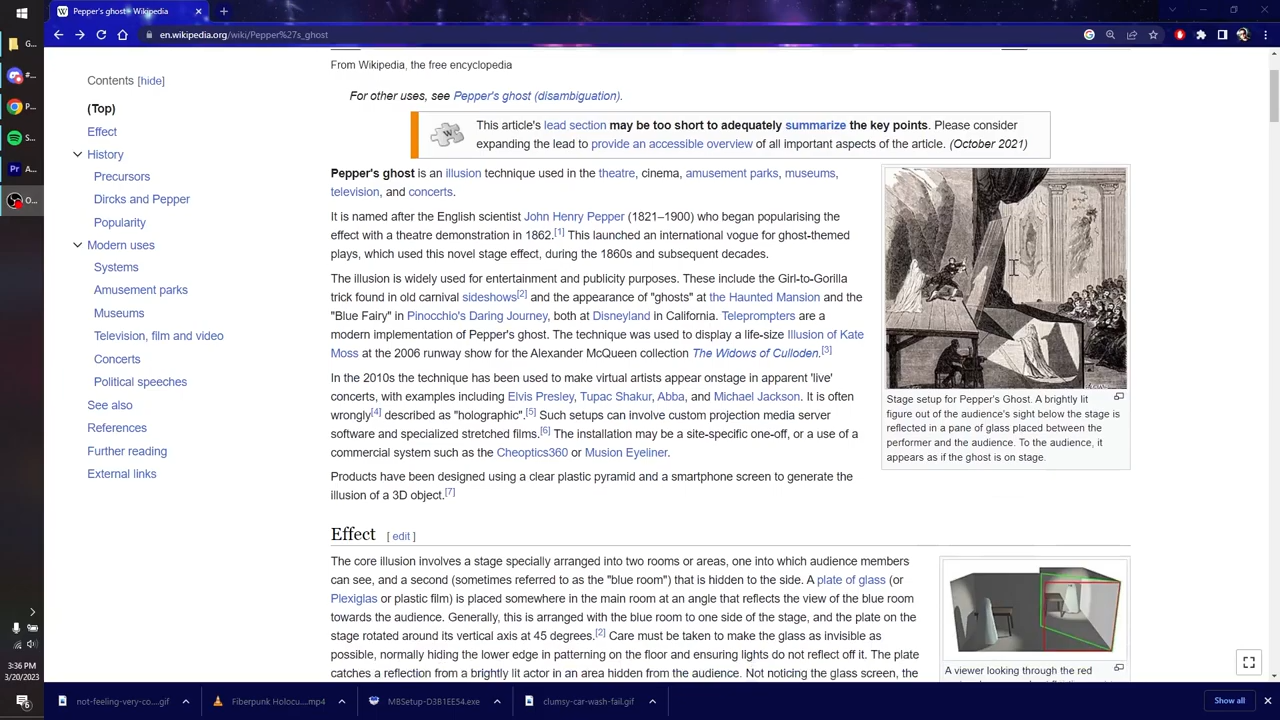 Pepper's ghost - Wikipedia
en.wikipedia.org/wiki/Pepper%27s_ghost
Contents [hide]
(Top)
Effect
History
Precursors
Dircks and Pepper
Popularity
Modern uses
Systems
Amusement parks
Museums
Television, film and video
Concerts
Political speeches
See also
References
Further reading
External links
From Wikipedia, the free encyclopedia
For other uses, see Pepper's ghost (disambiguation).
This article's lead section may be too short to adequately summarize the key points. Please consider
expanding the lead to provide an accessible overview of all important aspects of the article. (October 2021)
Pepper's ghost is an illusion technique used in the theatre, cinema, amusement parks, museums,
television, and concerts.
It is named after the English scientist John Henry Pepper (1821–1900) who began popularising the
effect with a theatre demonstration in 1862.[1] This launched an international vogue for ghost-themed
plays, which used this novel stage effect, during the 1860s and subsequent decades.
The illusion is widely used for entertainment and publicity purposes. These include the Girl-to-Gorilla
trick found in old carnival sideshows[2] and the appearance of "ghosts" at the Haunted Mansion and the
"Blue Fairy" in Pinocchio's Daring Journey, both at Disneyland in California. Teleprompters are a
modern implementation of Pepper's ghost. The technique was used to display a life-size Illusion of Kate
Moss at the 2006 runway show for the Alexander McQueen collection The Widows of Culloden.[3]
In the 2010s the technique has been used to make virtual artists appear onstage in apparent 'live'
concerts, with examples including Elvis Presley, Tupac Shakur, Abba, and Michael Jackson. It is often
wrongly[4] described as "holographic".[5] Such setups can involve custom projection media server
software and specialized stretched films.[6] The installation may be a site-specific one-off, or a use of a
commercial system such as the Cheoptics360 or Musion Eyeliner.
Products have been designed using a clear plastic pyramid and a smartphone screen to generate the
illusion of a 3D object.[7]
Stage setup for Pepper's Ghost. A brightly lit
figure out of the audience's sight below the stage is
reflected in a pane of glass placed between the
performer and the audience. To the audience, it
appears as if the ghost is on stage.
Effect [ edit ]
The core illusion involves a stage specially arranged into two rooms or areas, one into which audience members
can see, and a second (sometimes referred to as the "blue room") that is hidden to the side. A plate of glass (or
Plexiglas or plastic film) is placed somewhere in the main room at an angle that reflects the view of the blue room
towards the audience. Generally, this is arranged with the blue room to one side of the stage, and the plate on the
stage rotated around its vertical axis at 45 degrees.[2] Care must be taken to make the glass as invisible as
possible, normally hiding the lower edge in patterning on the floor and ensuring lights do not reflect off it. The plate
catches a reflection from a brightly lit actor in an area hidden from the audience. Not noticing the glass screen, the
A viewer looking through the red
P...
Pr
O...
3:36 PM
3/20/2023
not-feeling-very-co....gif
Fiberpunk Holocu....mp4
MBSetup-D3B1EE54.exe
clumsy-car-wash-fail.gif
Show all